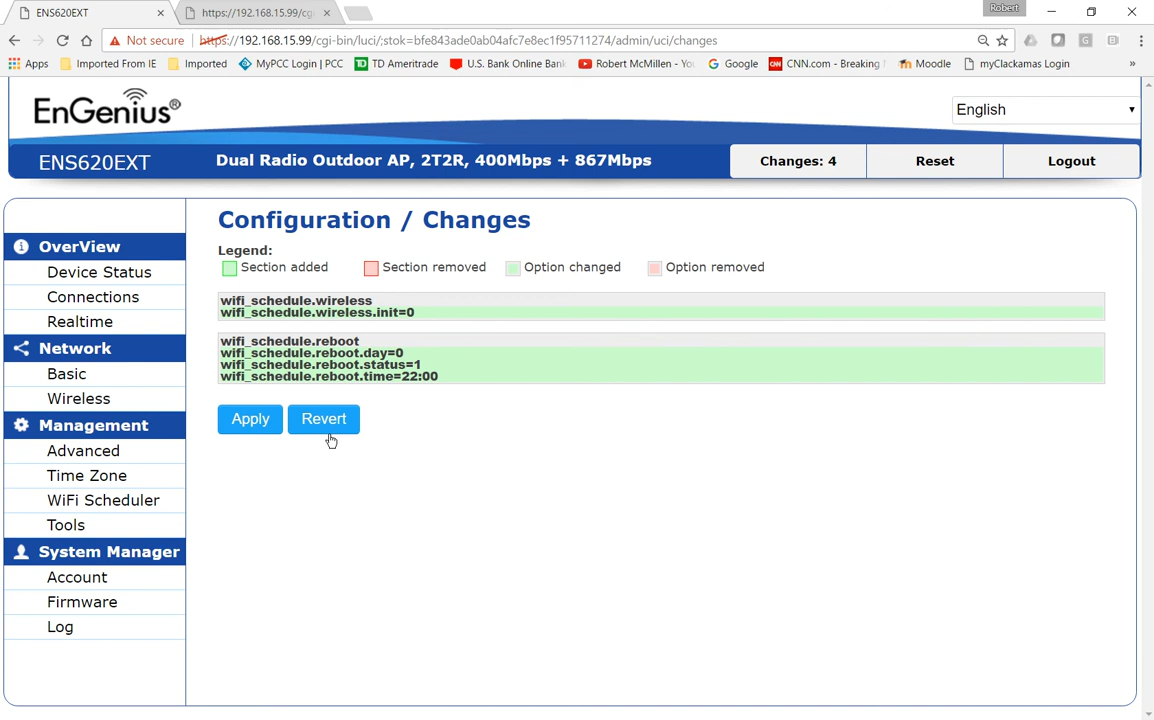 ENS620EXT
https://192.168.15.99/cg
Robert
Not secure
https://192.168.15.99/cgi-bin/luci/;stok=bfe843ade0ab04afc7e8ec1f95711274/admin/uci/changes
Apps
Imported From IE
Imported
MyPCC Login | PCC
TD Ameritrade
U.S. Bank Online Bank
Robert McMillen - Yo
Google
CNN.com - Breaking
Moodle
myClackamas Login
»
EnGenius®
English
ENS620EXT
Dual Radio Outdoor AP, 2T2R, 400Mbps + 867Mbps
Changes: 4
Reset
Logout
OverView
Device Status
Connections
Realtime
Network
Basic
Wireless
Management
Advanced
Time Zone
WiFi Scheduler
Tools
System Manager
Account
Firmware
Log
Configuration / Changes
Legend:
Section added
Section removed
Option changed
Option removed
wifi_schedule.wireless
wifi_schedule.wireless.init=0
wifi_schedule.reboot
wifi_schedule.reboot.day=0
wifi_schedule.reboot.status=1
wifi_schedule.reboot.time=22:00
Apply
Revert